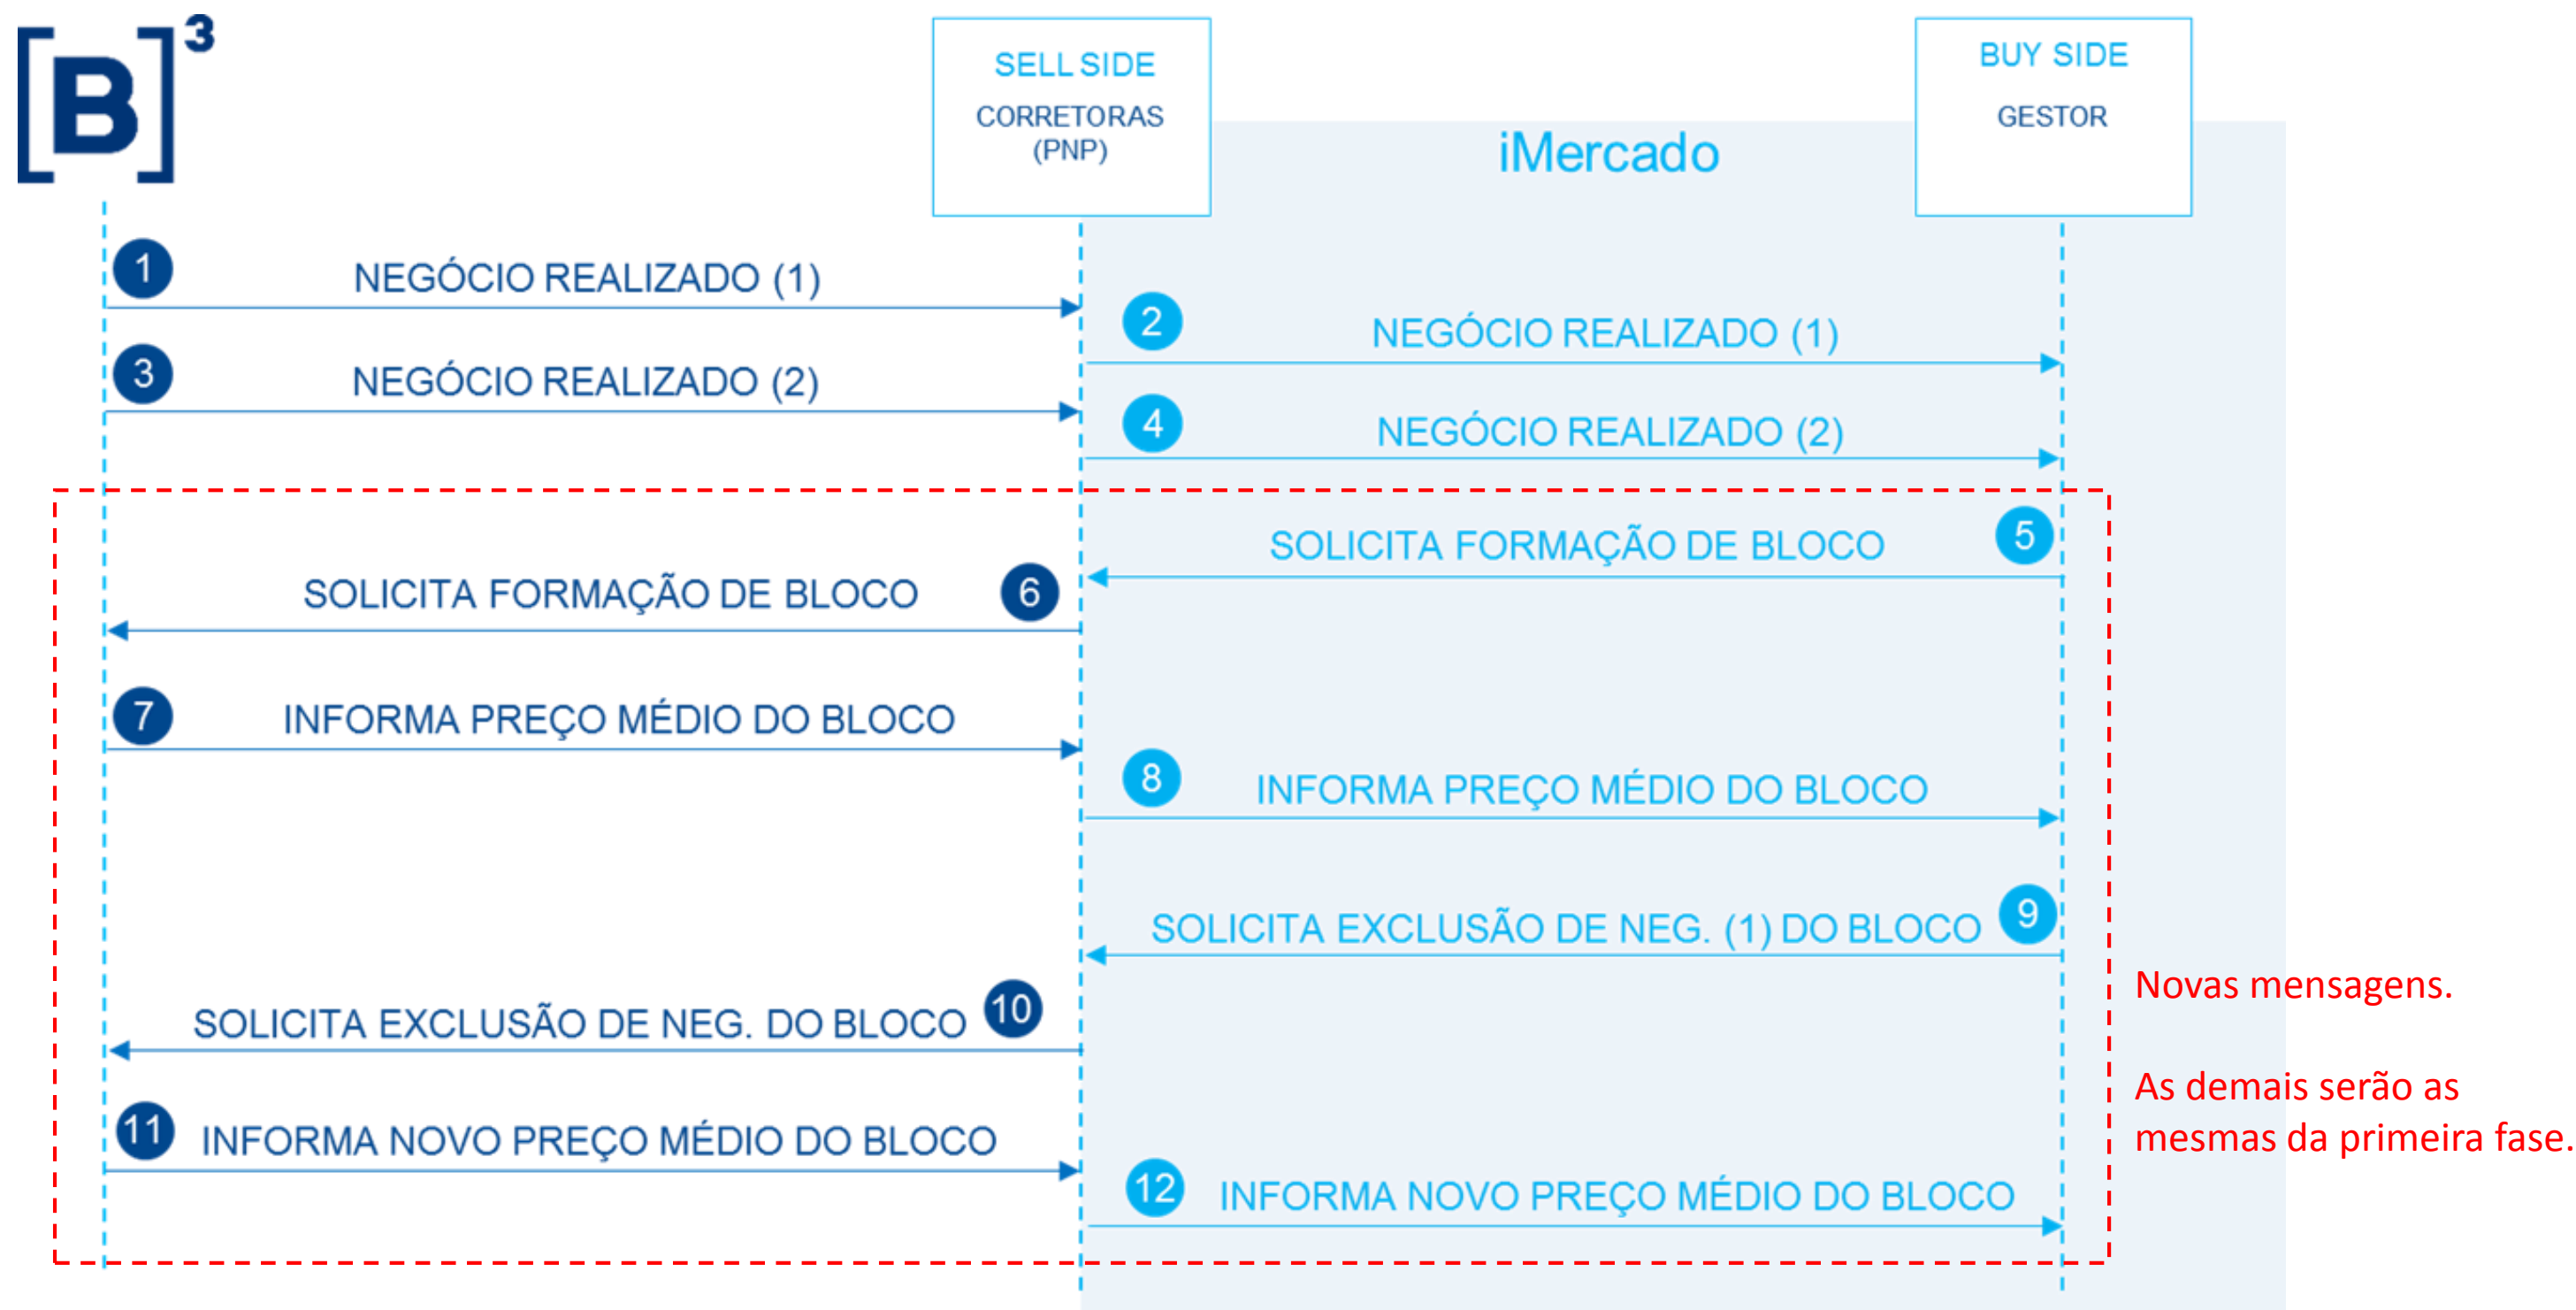 [B]³
SELL SIDE
CORRETORAS
(PNP)
BUY SIDE
GESTOR
iMercado
1
NEGÓCIO REALIZADO (1)
2
NEGÓCIO REALIZADO (1)
3
NEGÓCIO REALIZADO (2)
4
NEGÓCIO REALIZADO (2)
SOLICITA FORMAÇÃO DE BLOCO
5
SOLICITA FORMAÇÃO DE BLOCO
6
7
INFORMA PREÇO MÉDIO DO BLOCO
8
INFORMA PREÇO MÉDIO DO BLOCO
SOLICITA EXCLUSÃO DE NEG. (1) DO BLOCO
9
SOLICITA EXCLUSÃO DE NEG. DO BLOCO
10
11
INFORMA NOVO PREÇO MÉDIO DO BLOCO
12
INFORMA NOVO PREÇO MÉDIO DO BLOCO
Novas mensagens.
As demais serão as
mesmas da primeira fase.